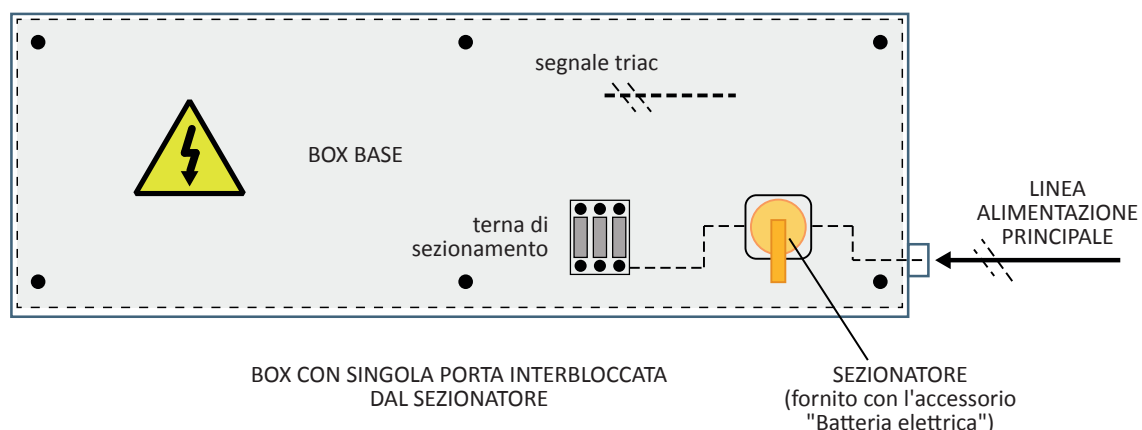 segnale triac
BOX BASE
terna di
sezionamento
LINEA
ALIMENTAZIONE
PRINCIPALE
BOX CON SINGOLA PORTA INTERBLOCCATA
DAL SEZIONATORE
SEZIONATORE
(fornito con l'accessorio
"Batteria elettrica")